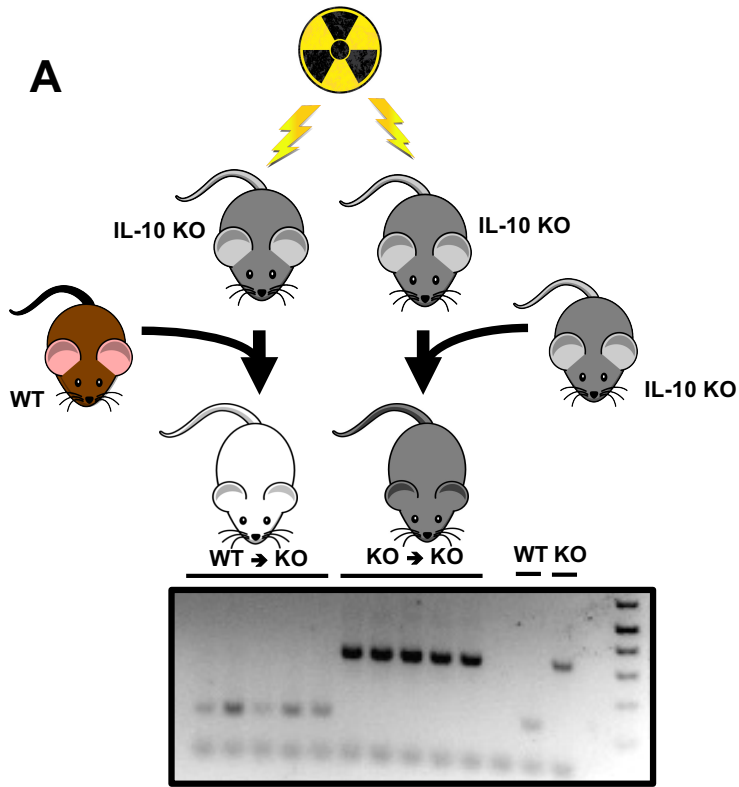 A
IL-10 KO
IL-10 KO
WT
IL-10 KO
WT → KO
KO → KO
WT KO